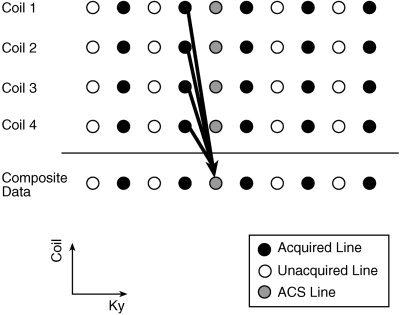 Coil 1
Coil 2
Coil 3
Coil 4
Composite
Data
Coil
Ky
Acquired Line
Unacquired Line
ACS Line